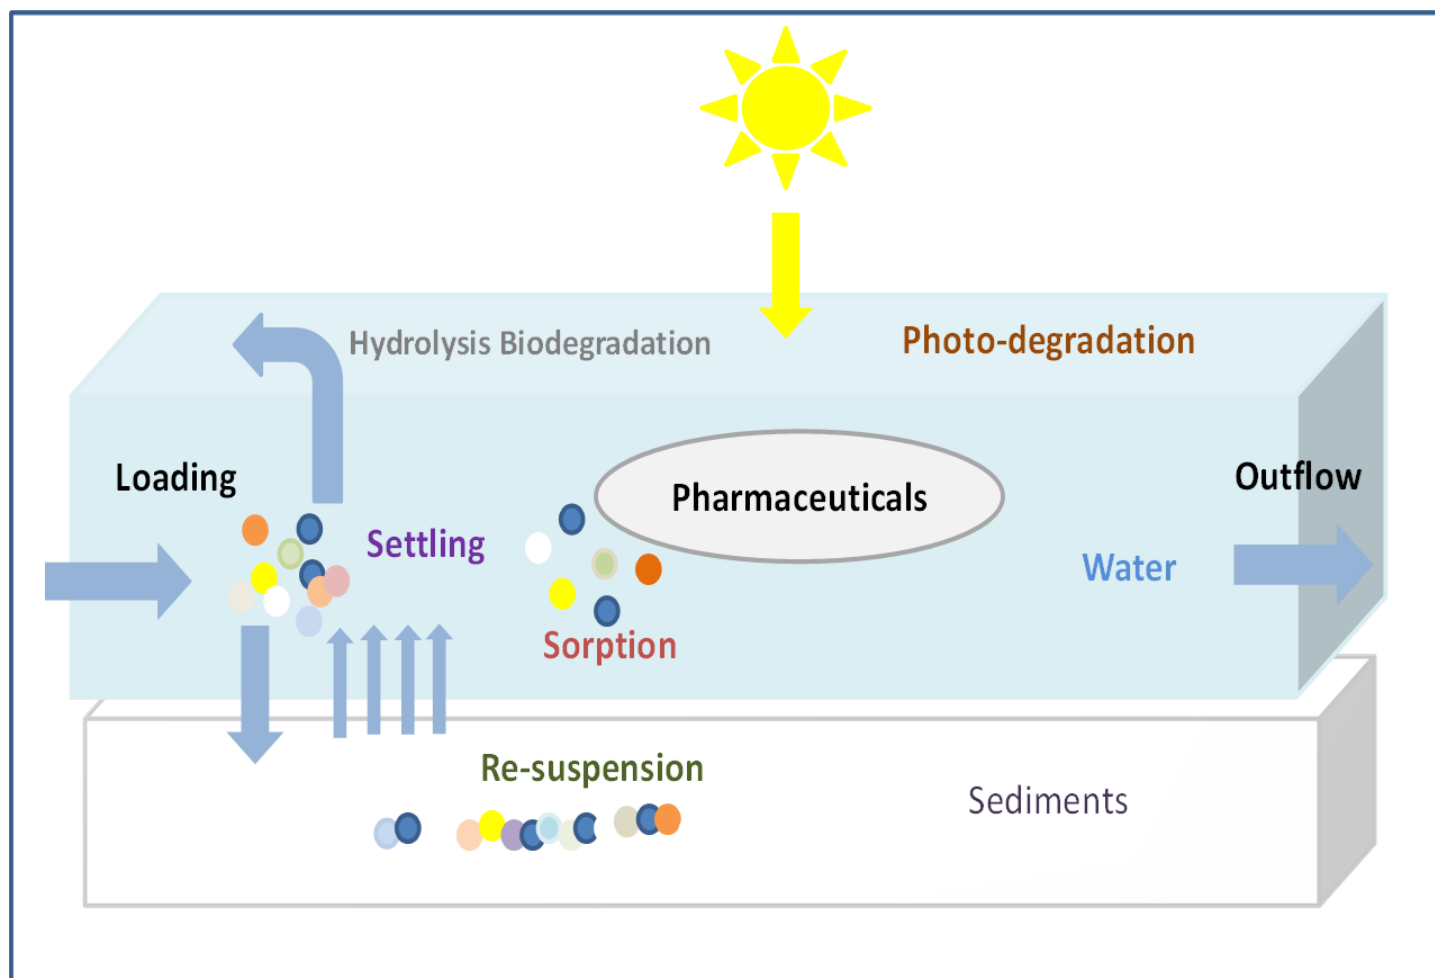 Hydrolysis Biodegradation
Photo-degradation
Loading
Pharmaceuticals
Outflow
Settling
Water
Sorption
Re-suspension
Sediments